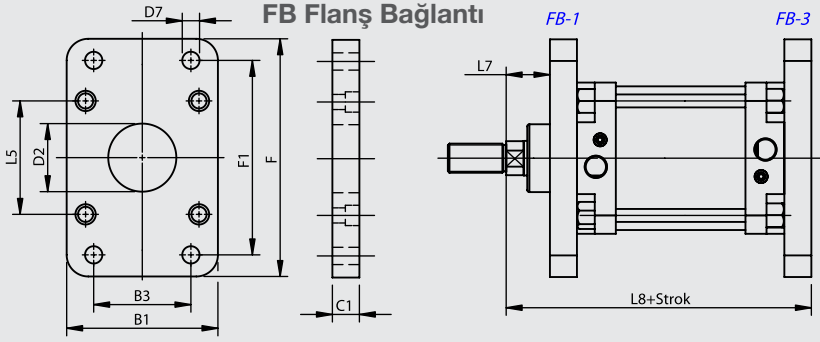 D7
FB Flanş Bağlantı
FB-1
FB-3
L7
L5
D2
F1
F
B3
B1
C1
L8+Strok